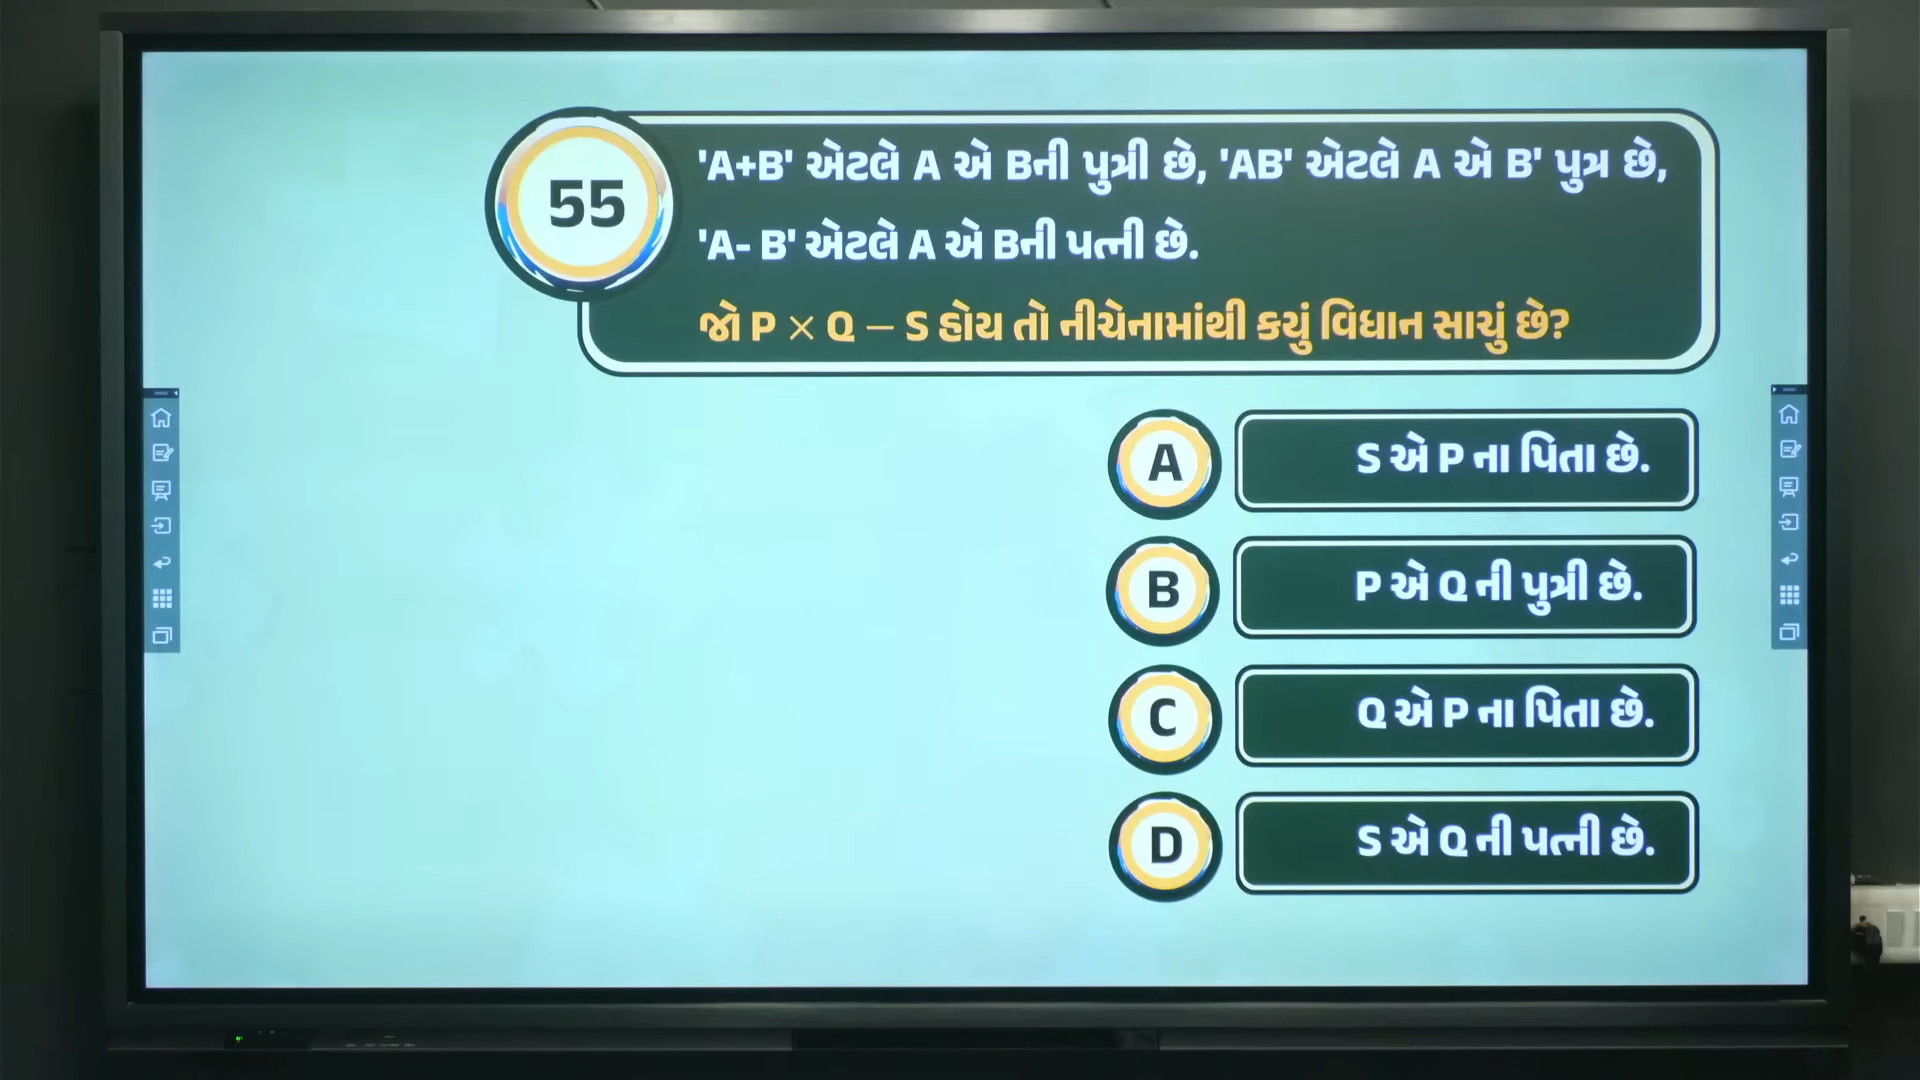 55
'A+B' એટલે A એ Bની પુત્રી છે, 'AB' એટલે A એ B' પુત્ર છે,
'A- B' એટલે A એ Bની પત્ની છે.
જો P × Q – S હોય તો નીચેનામાંથી કયું વિધાન સાચું છે?
A S એ P ના પિતા છે.
B P એ Q ની પુત્રી છે.
C Q એ P ના પિતા છે.
D S એ Q ની પત્ની છે.